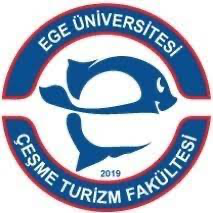 EGE ÜNİVERSİTESİ
2019
ÇEŞME TURİZM FAKÜLTESİ